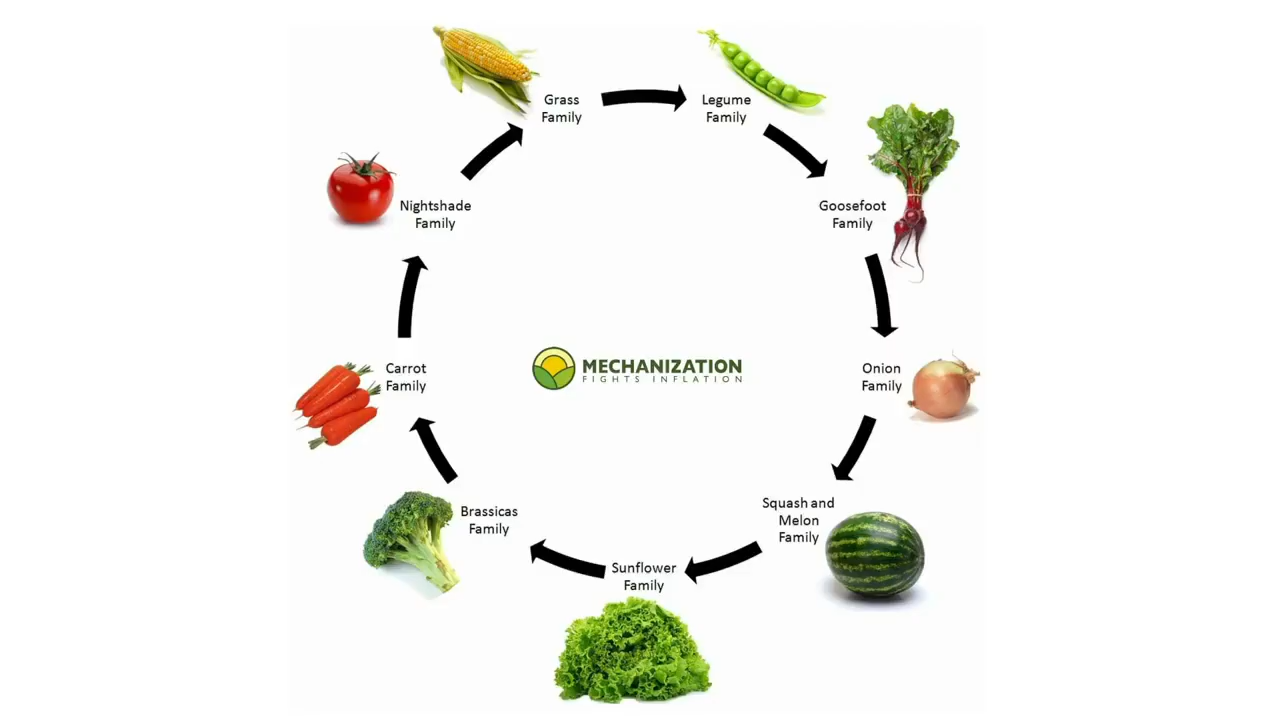 Grass
Family
Legume
Family
Goosefoot
Family
Onion
Family
Squash and
Melon
Family
Sunflower
Family
Brassicas
Family
Carrot
Family
Nightshade
Family
MECHANIZATION
FIGHTS INFLATION